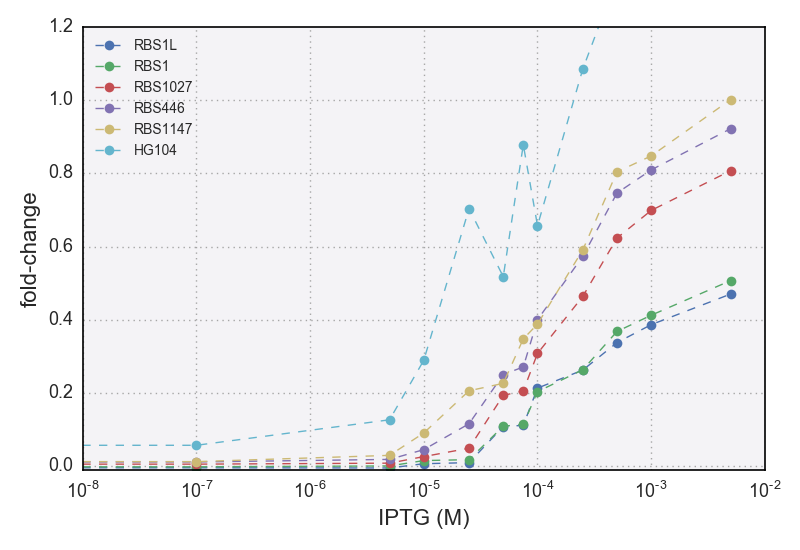 RBS1L
RBS1
RBS1027
RBS446
RBS1147
HG104
fold-change
1.2
1.0
0.8
0.6
0.4
0.2
0.0
10⁻⁸ 10⁻⁷ 10⁻⁶ 10⁻⁵ 10⁻⁴ 10⁻³ 10⁻²
IPTG (M)